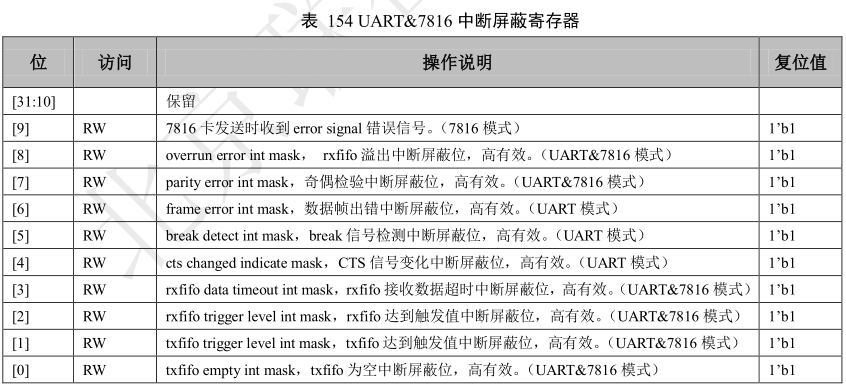 表 154 UART&7816 中断屏蔽寄存器
位 访问 操作说明 复位值
[31:10] 保留
[9] RW 7816 卡发送时收到 error signal 错误信号。（7816 模式） 1'b1
[8] RW overrun error int mask， rxfifo 溢出中断屏蔽位，高有效。（UART&7816 模式） 1'b1
[7] RW parity error int mask，奇偶检验中断屏蔽位，高有效。（UART&7816 模式） 1'b1
[6] RW frame error int mask，数据帧出错中断屏蔽位，高有效。（UART 模式） 1'b1
[5] RW break detect int mask，break 信号检测中断屏蔽位，高有效。（UART 模式） 1'b1
[4] RW cts changed indicate mask，CTS 信号变化中断屏蔽位，高有效。（UART 模式） 1'b1
[3] RW rxfifo data timeout int mask，rxfifo 接收数据超时中断屏蔽位，高有效。（UART&7816 模式） 1'b1
[2] RW rxfifo trigger level int mask，rxfifo 达到触发值中断屏蔽位，高有效。（UART&7816 模式） 1'b1
[1] RW txfifo trigger level int mask，txfifo 达到触发值中断屏蔽位，高有效。（UART&7816 模式） 1'b1
[0] RW txfifo empty int mask，txfifo 为空中断屏蔽位，高有效。（UART&7816 模式） 1'b1
北京